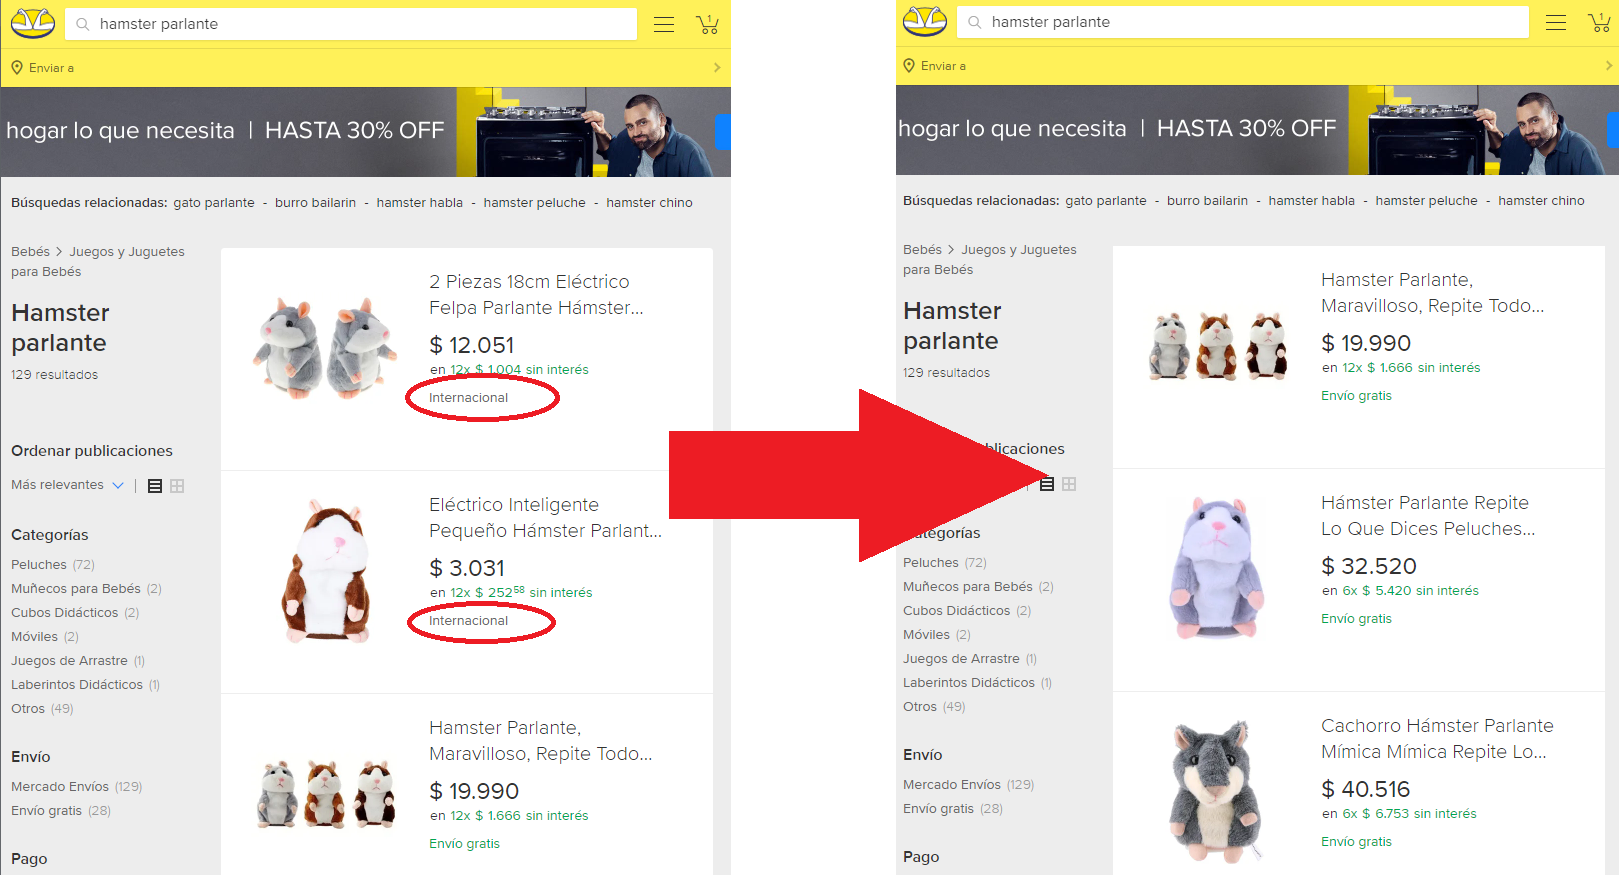 hamster parlante
1
Enviar a
hogar lo que necesita | HASTA 30% OFF
Búsquedas relacionadas: gato parlante - burro bailarin - hamster habla - hamster peluche - hamster chino
Bebés > Juegos y Juguetes
para Bebés
Hamster
parlante
129 resultados
Ordenar publicaciones
Más relevantes
Categorías
Peluches (72)
Muñecos para Bebés (2)
Cubos Didácticos (2)
Móviles (2)
Juegos de Arrastre (1)
Laberintos Didácticos (1)
Otros (49)
Envío
Mercado Envíos (129)
Envío gratis (28)
Pago
2 Piezas 18cm Eléctrico
Felpa Parlante Hámster...
$ 12.051
en 12x $ 1.004 sin interés
Internacional
Eléctrico Inteligente
Pequeño Hámster Parlant...
$ 3.031
en 12x $ 252 58 sin interés
Internacional
Hamster Parlante,
Maravilloso, Repite Todo...
$ 19.990
en 12x $ 1.666 sin interés
Envío gratis
hamster parlante
1
Enviar a
hogar lo que necesita | HASTA 30% OFF
Búsquedas relacionadas: gato parlante - burro bailarin - hamster habla - hamster peluche - hamster chino
Bebés > Juegos y Juguetes
para Bebés
Hamster
parlante
129 resultados
licaciones
tegorías
Peluches (72)
Muñecos para Bebés (2)
Cubos Didácticos (2)
Móviles (2)
Juegos de Arrastre (1)
Laberintos Didácticos (1)
Otros (49)
Envío
Mercado Envíos (129)
Envío gratis (28)
Pago
Hamster Parlante,
Maravilloso, Repite Todo...
$ 19.990
en 12x $ 1.666 sin interés
Envío gratis
Hámster Parlante Repite
Lo Que Dices Peluches...
$ 32.520
en 6x $ 5.420 sin interés
Envío gratis
Cachorro Hámster Parlante
Mímica Mímica Repite Lo...
$ 40.516
en 6x $ 6.753 sin interés
Envío gratis